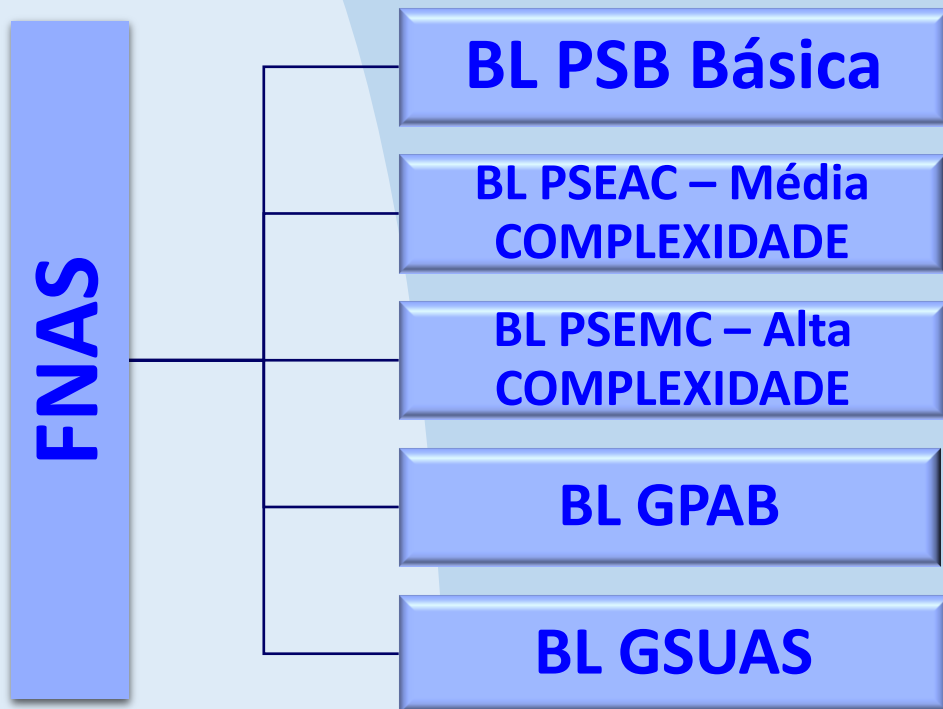 FNAS
BL PSB Básica
BL PSEAC – Média
COMPLEXIDADE
BL PSEMC – Alta
COMPLEXIDADE
BL GPAB
BL GSUAS